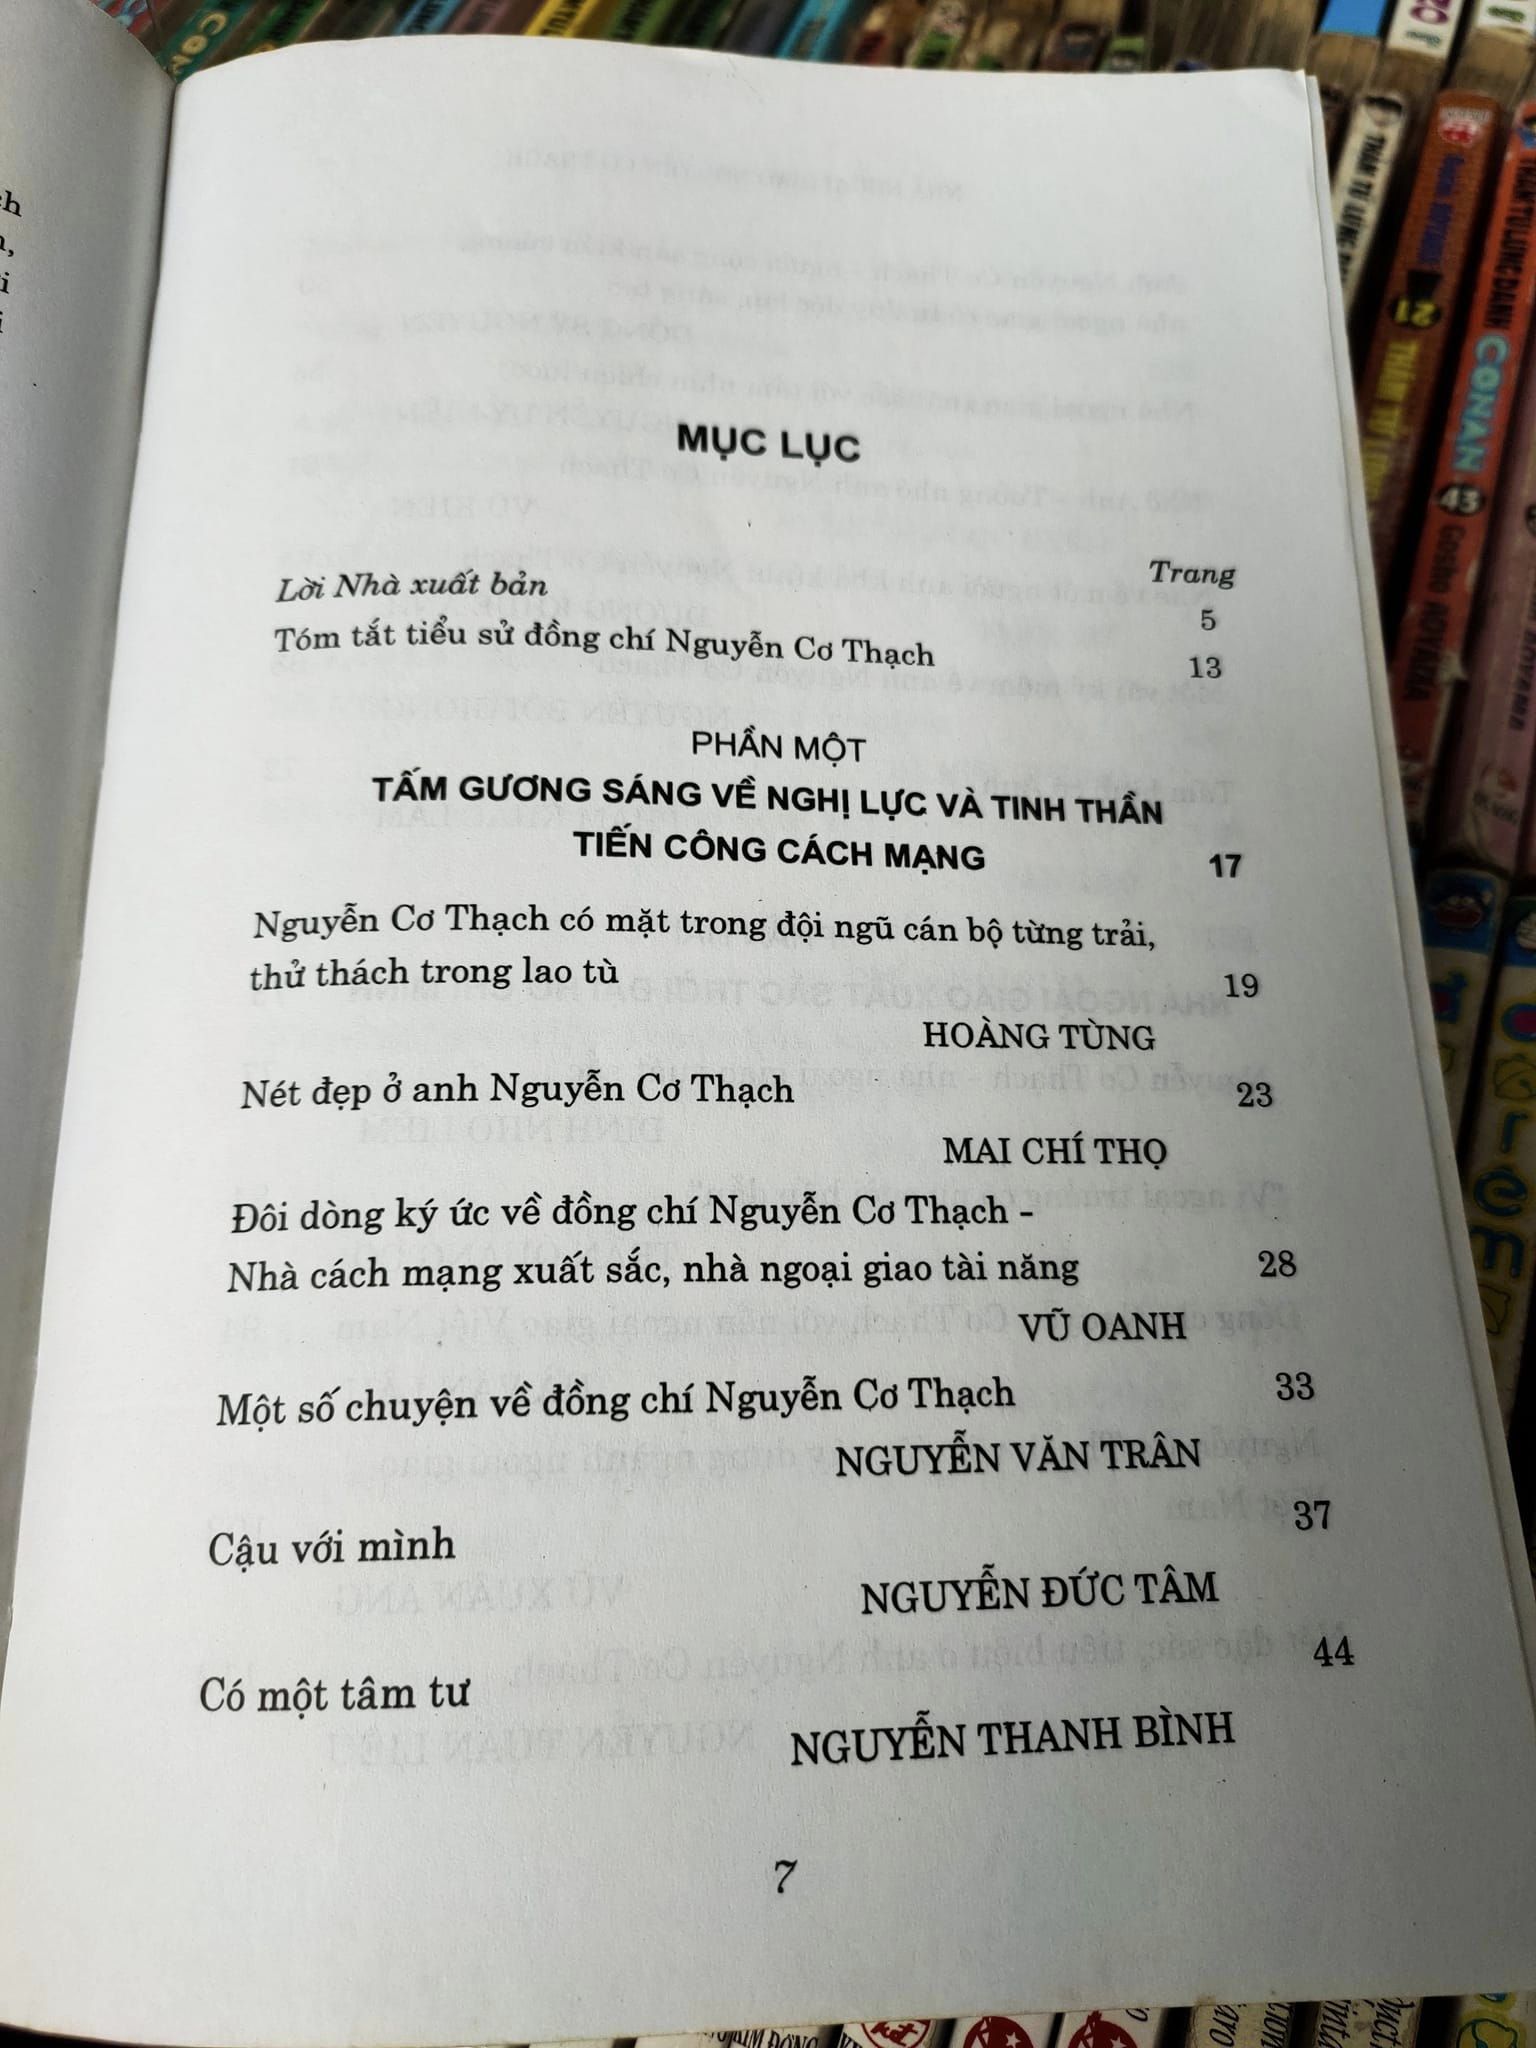 MỤC LỤC
Trang
Lời Nhà xuất bản 5
Tóm tắt tiểu sử đồng chí Nguyễn Cơ Thạch 13
PHẦN MỘT
TẤM GƯƠNG SÁNG VỀ NGHỊ LỰC VÀ TINH THẦN
TIẾN CÔNG CÁCH MẠNG 17
Nguyễn Cơ Thạch có mặt trong đội ngũ cán bộ từng trải,
thử thách trong lao tù 19
HOÀNG TÙNG
Nét đẹp ở anh Nguyễn Cơ Thạch 23
MAI CHÍ THỌ
Đôi dòng ký ức về đồng chí Nguyễn Cơ Thạch -
Nhà cách mạng xuất sắc, nhà ngoại giao tài năng 28
VŨ OANH
Một số chuyện về đồng chí Nguyễn Cơ Thạch 33
NGUYỄN VĂN TRÂN
Cậu với mình 37
NGUYỄN ĐỨC TÂM
Có một tâm tư 44
NGUYỄN THANH BÌNH
7
21
THÁM TỬ
CONAN
43
Gosho AOYAMA